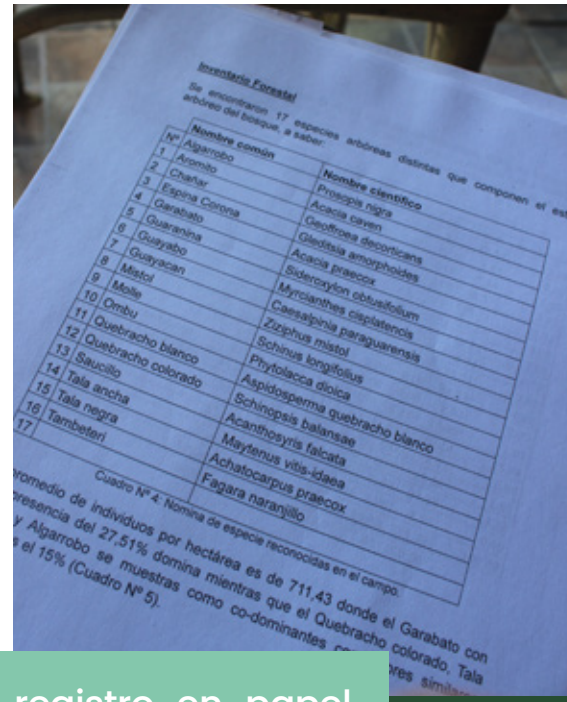 Inventario Forestal
Se encontraron 17 especies arbóreas distintas que componen el est
arbóreo del bosque, a saber:
Nº Nombre común Nombre científico
1 Algarrobo Prosopis nigra
2 Aromito Acacia caven
3 Chañar Geoffroea decorticans
4 Espina Corona Gleditsia amorphoides
5 Garabato Acacia praecox
6 Guaranina Sideroxylon obtusifolium
7 Guayabo Myrcianthes cisplatencis
8 Guayacan Caesalpinia paraguarensis
9 Mistol Ziziphus mistol
10 Molle Schinus longifolius
11 Ombu Phytolacca dioica
12 Quebracho blanco Aspidosperma quebracho blanco
13 Quebracho colorado Schinopsis balansae
14 Saucillo Acanthosyris falcata
15 Tala ancha Maytenus vitis-idaea
16 Tala negra Achatocarpus praecox
17 Tambeteri Fagara naranjillo
Cuadro Nº 4: Nomina de especie reconocidas en el campo.
promedio de individuos por hectárea es de 711,43 donde el Garabato con
presencia del 27,51% domina mientras que el Quebracho colorado, Tala
y Algarrobo se muestras como co-dominantes con
el 15% (Cuadro Nº 5).
registro en papel